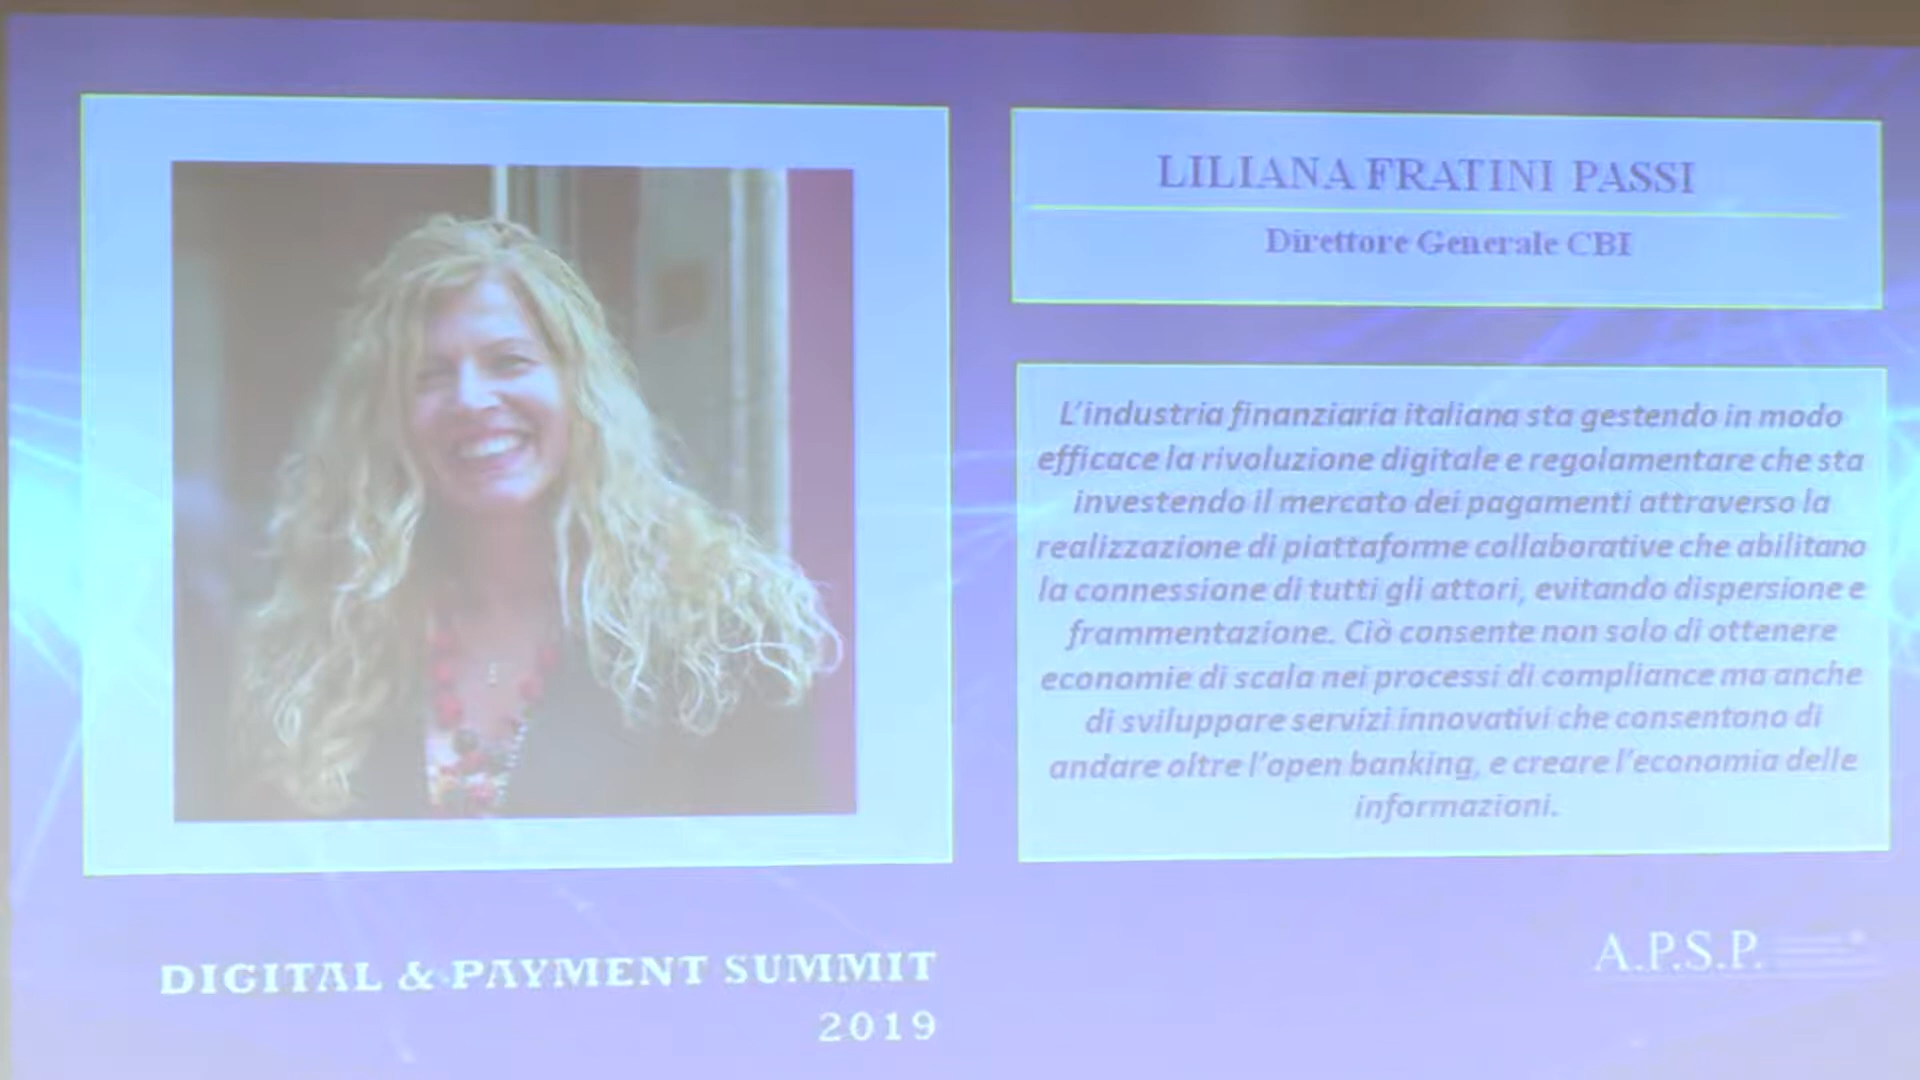 LILIANA FRATINI PASSI
Direttore Generale CBI
L'industria finanziaria italiana sta gestendo in modo
efficace la rivoluzione digitale e regolamentare che sta
investendo il mercato dei pagamenti attraverso la
realizzazione di piattaforme collaborative che abilitano
la connessione di tutti gli attori, evitando dispersione e
frammentazione. Ciò consente non solo di ottenere
economie di scala nei processi di compliance ma anche
di sviluppare servizi innovativi che consentono di
andare oltre l'open banking, e creare l'economia delle
informazioni.
DIGITAL & PAYMENT SUMMIT
2019
A.P.S.P.